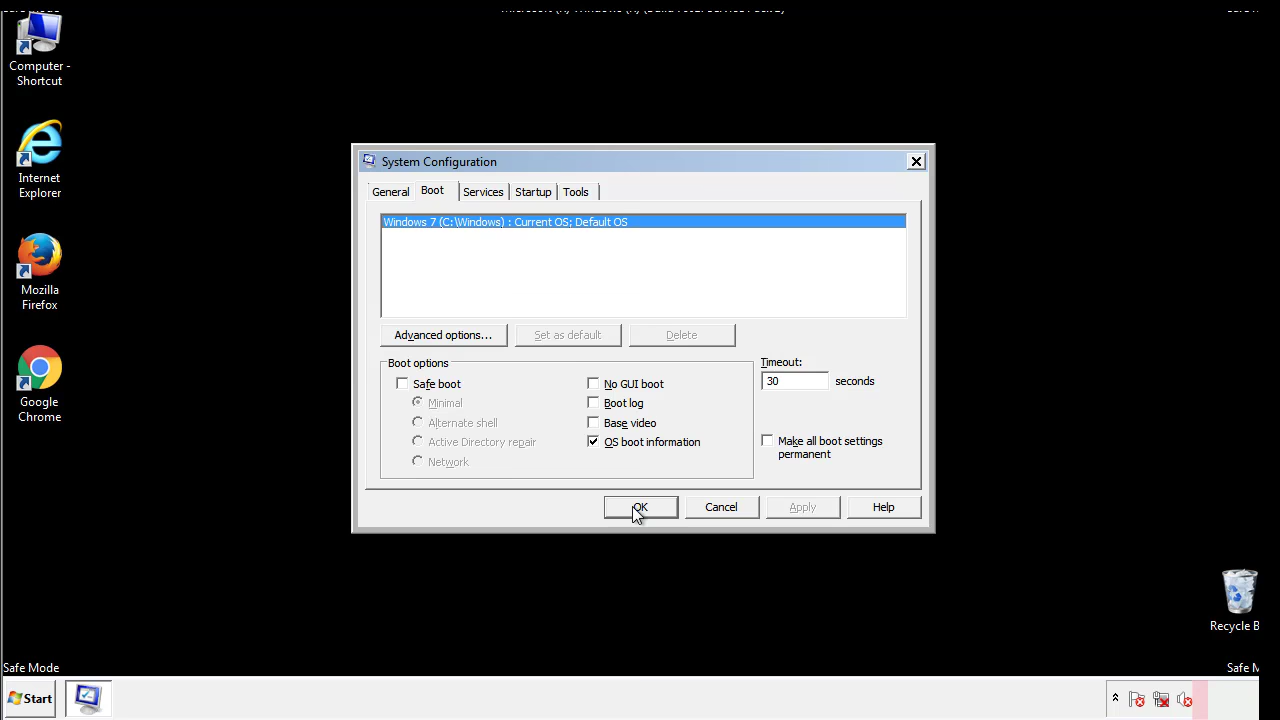 Computer -
Shortcut
Internet
Explorer
Mozilla
Firefox
Google
Chrome
System Configuration
General Boot Services Startup Tools
Windows 7 (C:\Windows) : Current OS; Default OS
Advanced options... Set as default Delete
Boot options
Safe boot
Minimal
Alternate shell
Active Directory repair
Network
No GUI boot
Boot log
Base video
OS boot information
Timeout:
30 seconds
Make all boot settings
permanent
OK Cancel Apply Help
Recycle B
Safe Mode
Safe M
Start